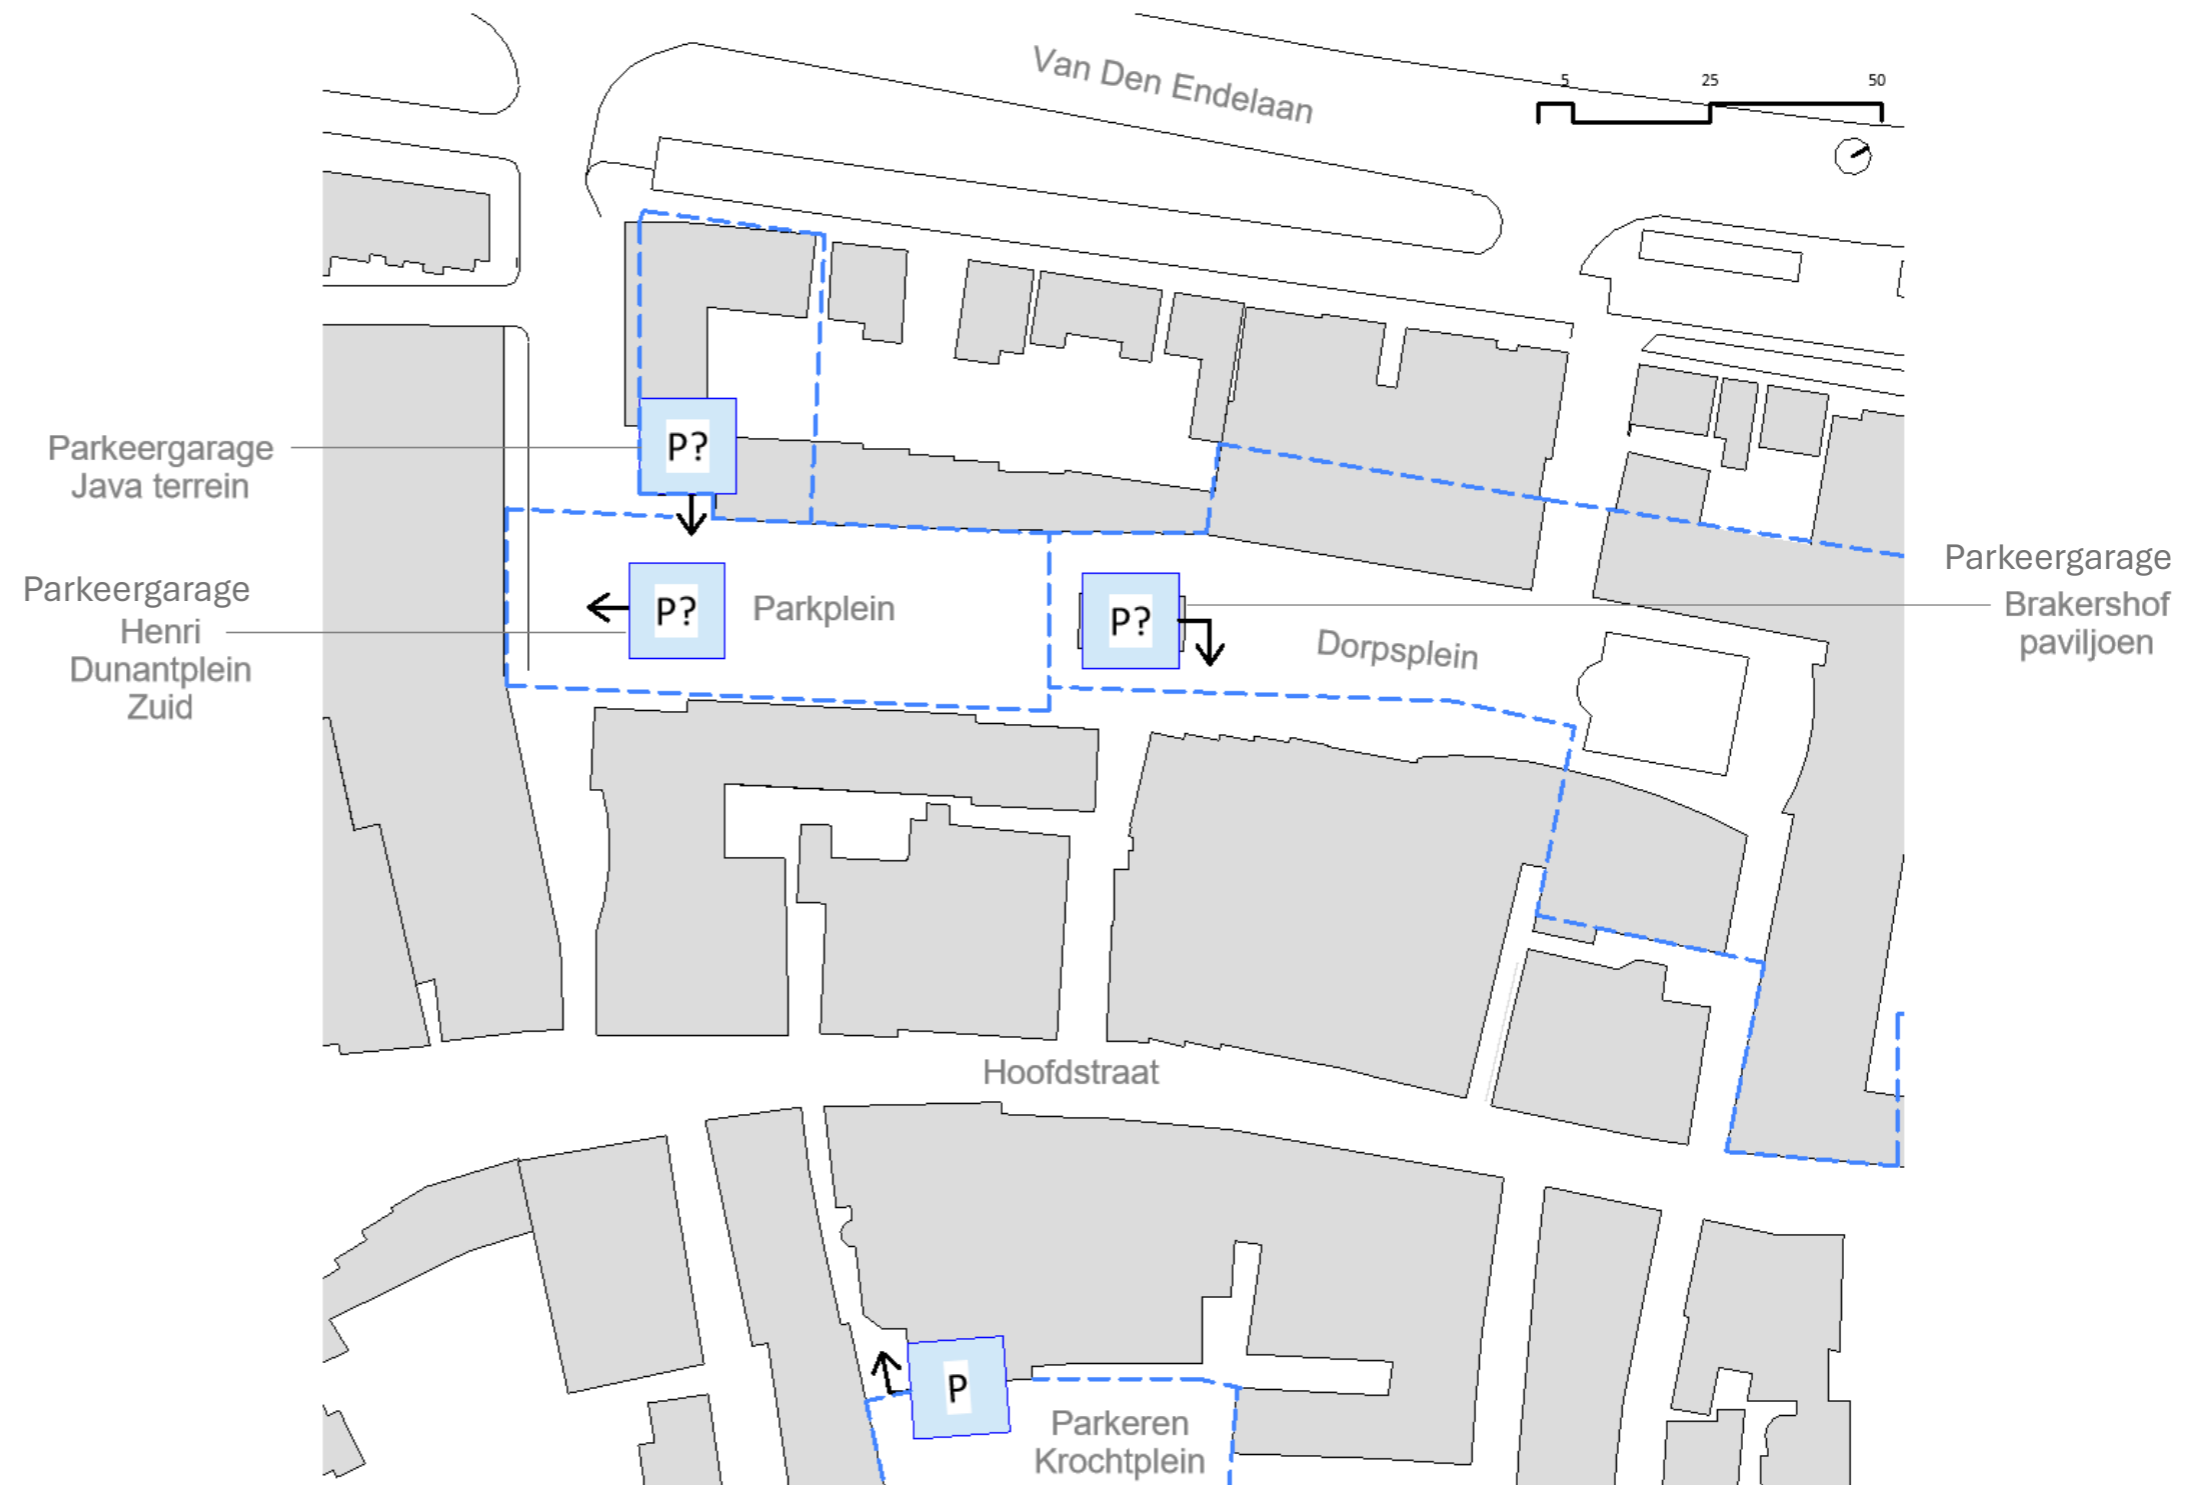 Van Den Endelaan
5 25 50
P?
Parkeergarage
Java terrein
Parkeergarage
Henri
Dunantplein
Zuid
P?
Parkplein
P?
Dorpsplein
Parkeergarage
Brakershof
paviljoen
Hoofdstraat
P
Parkeren
Krochtplein